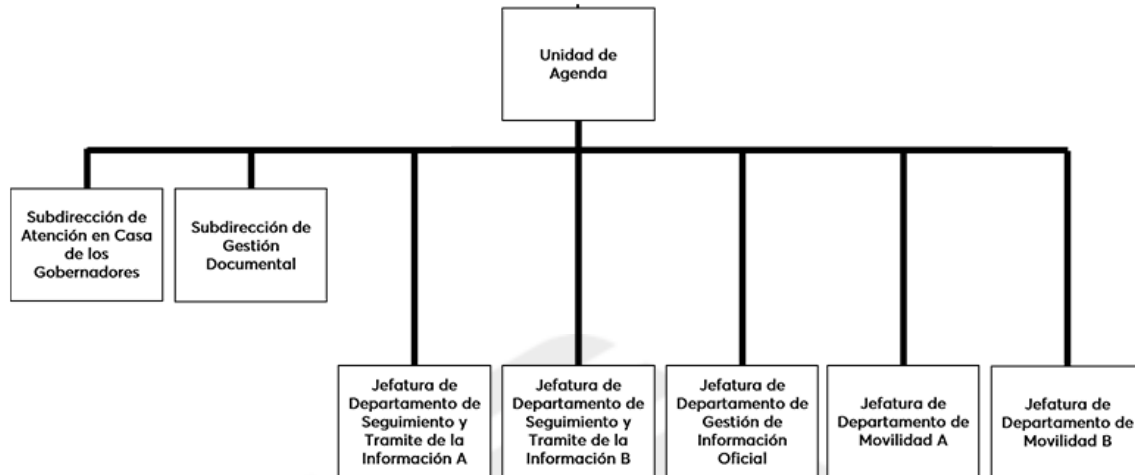 Unidad de
Agenda
Subdirección de
Atención en Casa
de los
Gobernadores
Subdirección de
Gestión
Documental
Jefatura de
Departamento de
Seguimiento y
Tramite de la
Información A
Jefatura de
Departamento de
Seguimiento y
Tramite de la
Información B
Jefatura de
Departamento de
Gestión de
Información
Oficial
Jefatura de
Departamento de
Movilidad A
Jefatura de
Departamento de
Movilidad B